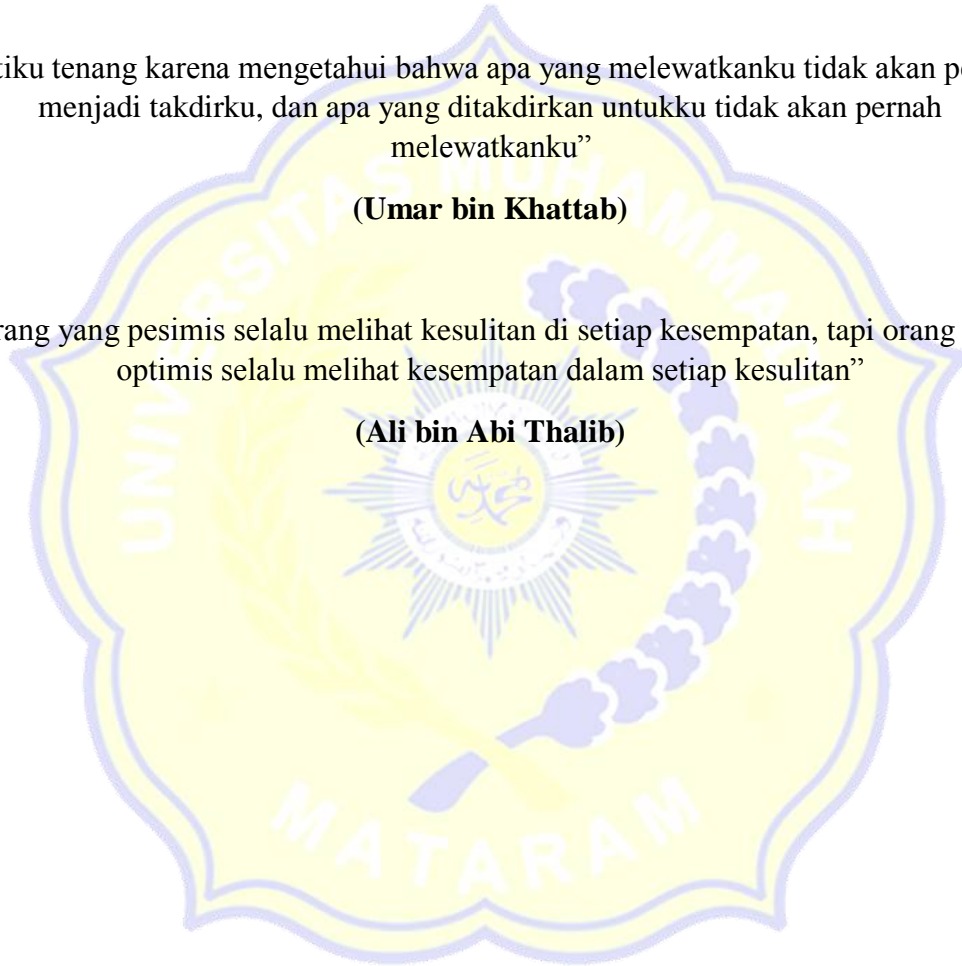 tiku tenang karena mengetahui bahwa apa yang melewatkanku tidak akan pe
menjadi takdirku, dan apa yang ditakdirkan untukku tidak akan pernah
melewatkanku”
(Umar bin Khattab)
rang yang pesimis selalu melihat kesulitan di setiap kesempatan, tapi orang
optimis selalu melihat kesempatan dalam setiap kesulitan”
(Ali bin Abi Thalib)
UNIVERSITAS MUHAMMADIYAH
MATARAM